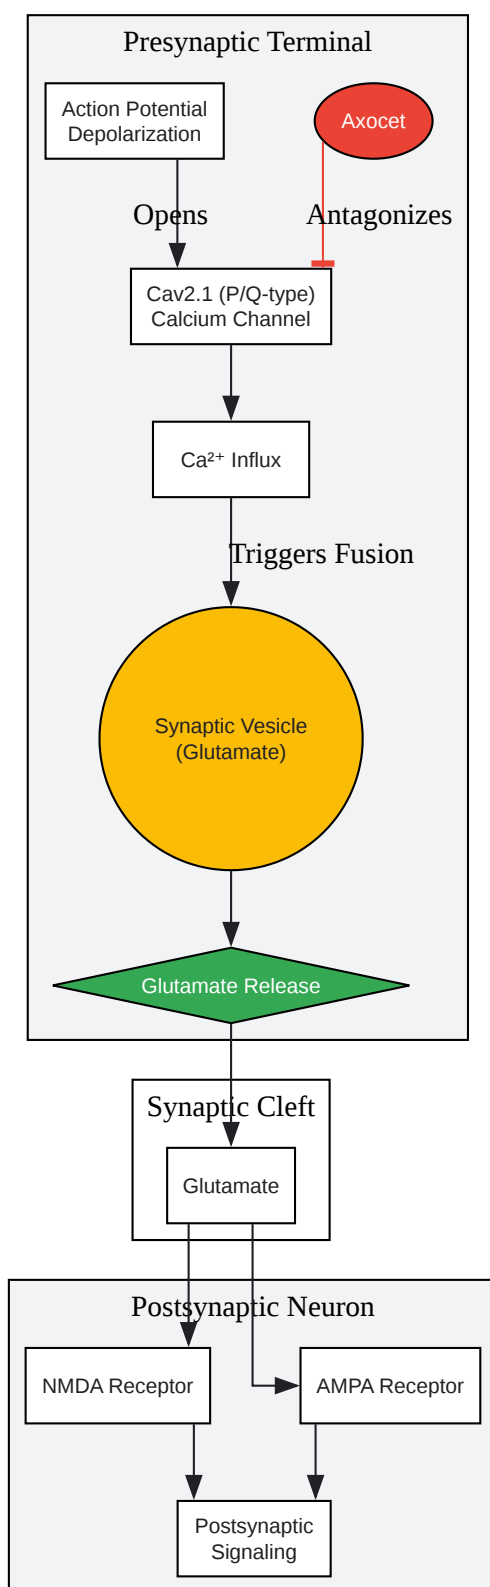 Presynaptic Terminal
Action Potential
Depolarization
Axocet
Opens
Antagonizes
Cav2.1 (P/Q-type)
Calcium Channel
Ca²⁺ Influx
Triggers Fusion
Synaptic Vesicle
(Glutamate)
Glutamate Release
Synaptic Cleft
Glutamate
Postsynaptic Neuron
NMDA Receptor
AMPA Receptor
Postsynaptic
Signaling